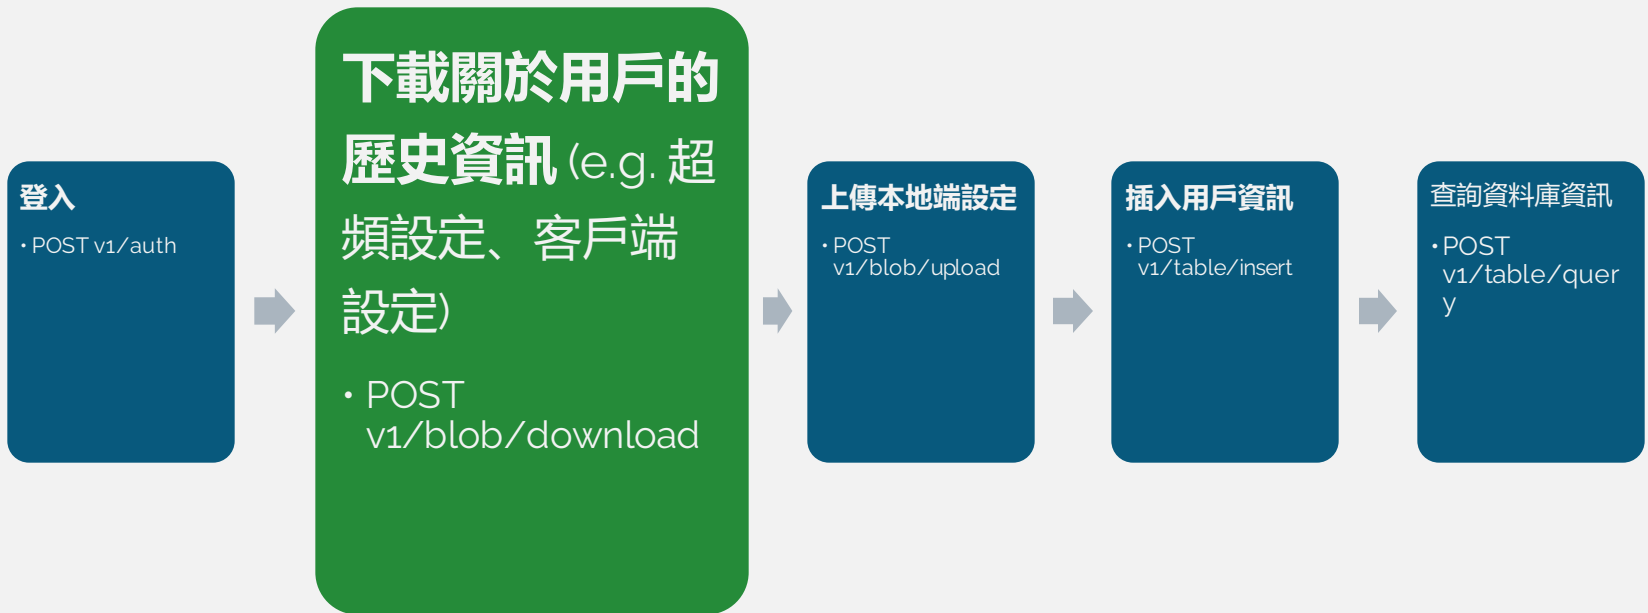 登入
• POST v1/auth
下載關於用戶的
歷史資訊 (e.g. 超
頻設定、客戶端
設定)
• POST
v1/blob/download
上傳本地端設定
• POST
v1/blob/upload
插入用戶資訊
• POST
v1/table/insert
查詢資料庫資訊
• POST
v1/table/quer
y